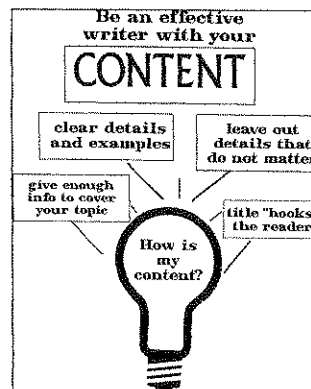 Be an effective
writer with your
CONTENT
clear details
and examples
leave out
details that
do not matter
give enough
info to cover
your topic
title "hooks
the reader
How is
my
content?